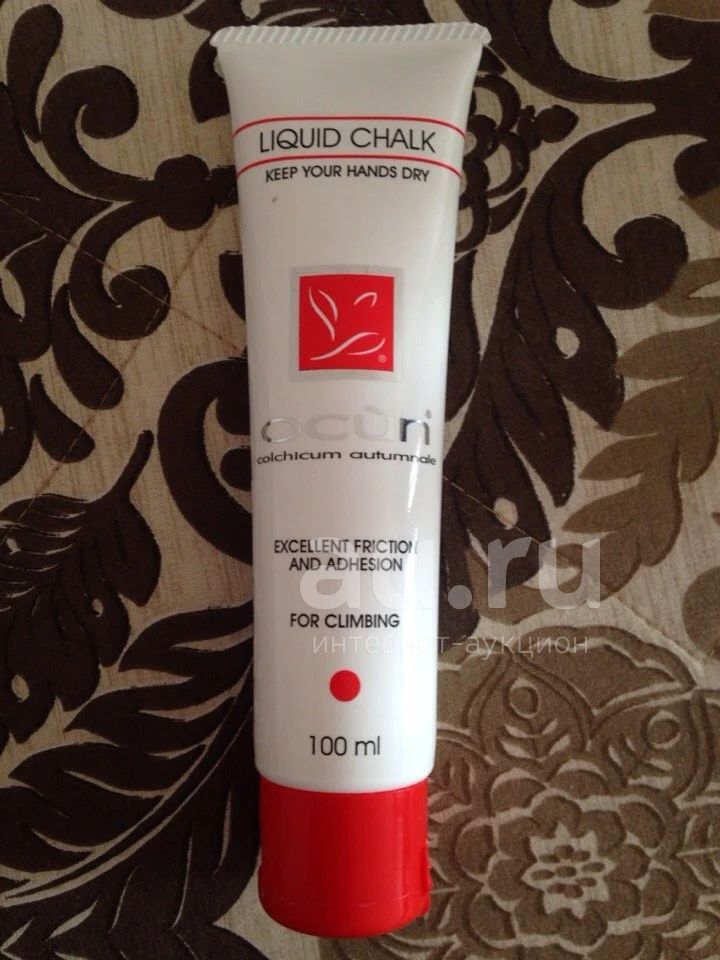 LIQUID CHALK
KEEP YOUR HANDS DRY
®
ocùn®
colchicum autumnale
EXCELLENT FRICTION
AND ADHESION
au.ru
FOR CLIMBING
интернет-аукцион
100 ml